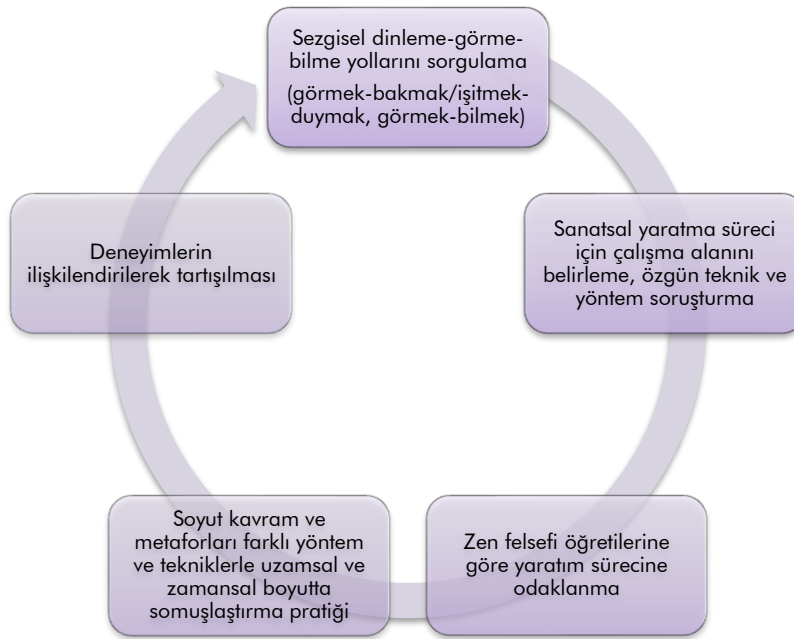 Sezgisel dinleme-görme-
bilme yollarını sorgulama
(görmek-bakmak/işitmek-
duymak, görmek-bilmek)
Sanatsal yaratma süreci
için çalışma alanını
belirleme, özgün teknik ve
yöntem soruşturma
Zen felsefi öğretilerine
göre yaratım sürecine
odaklanma
Soyut kavram ve
metaforları farklı yöntem
ve tekniklerle uzamsal ve
zamansal boyutta
somuşlaştırma pratiği
Deneyimlerin
ilişkilendirilerek tartışılması